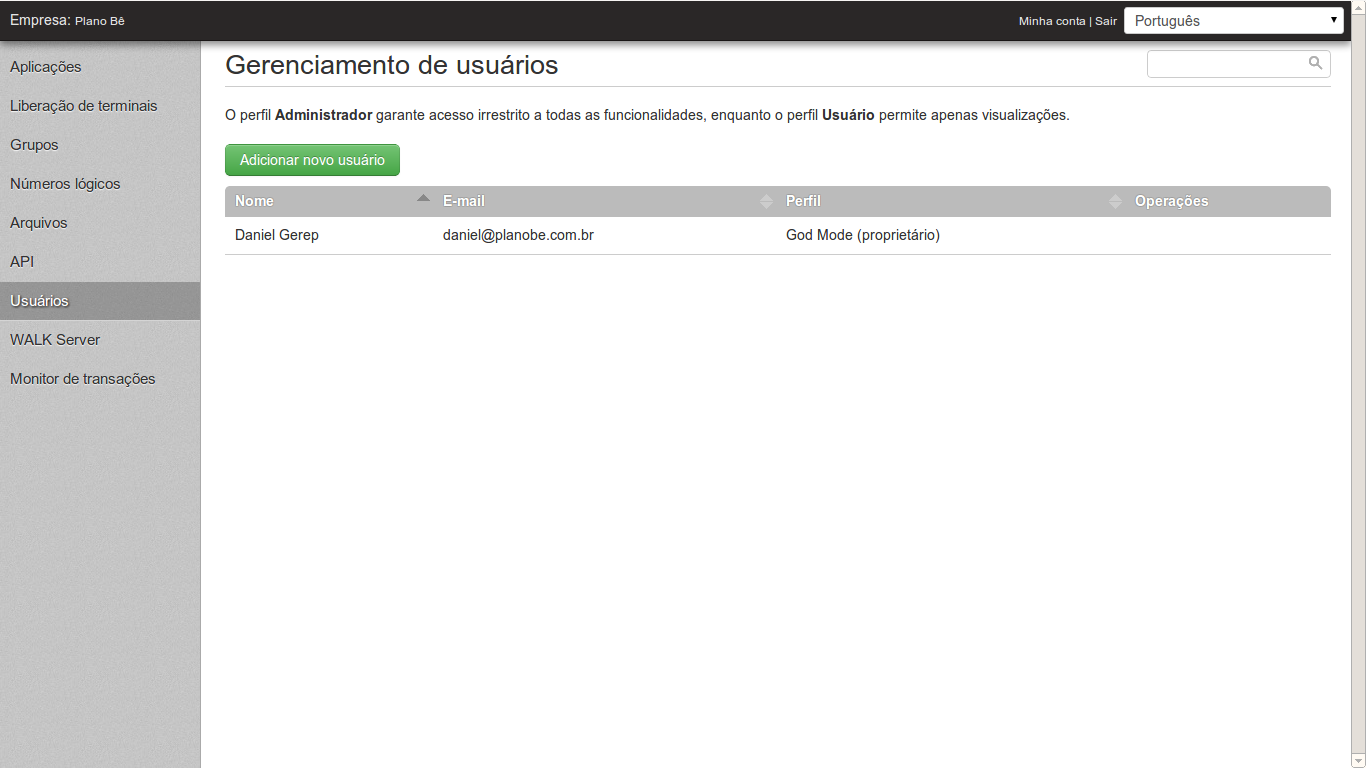 Empresa: Plano Bê
Minha conta | Sair
Português
Aplicações
Liberação de terminais
Grupos
Números lógicos
Arquivos
API
Usuários
WALK Server
Monitor de transações
Gerenciamento de usuários
O perfil Administrador garante acesso irrestrito a todas as funcionalidades, enquanto o perfil Usuário permite apenas visualizações.
Adicionar novo usuário
Nome E-mail Perfil Operações
Daniel Gerep daniel@planobe.com.br God Mode (proprietário)